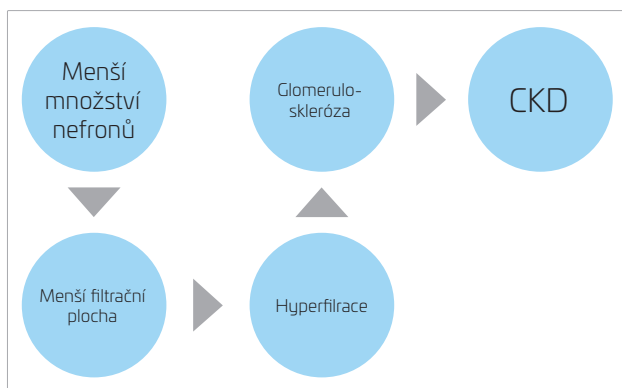 Menší
množství
nefronů
Menší filtrační
plocha
Hyperfilrace
Glomerulo-
skleróza
CKD